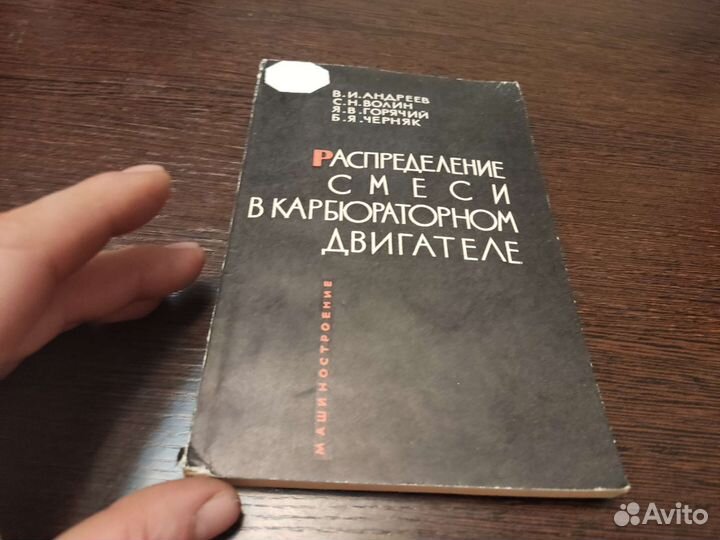 В.И.АНДРЕЕВ
С.Н.ВОЛИН
Я.В.ГОРЯЧИЙ
Б.Я.ЧЕРНЯК
РАСПРЕДЕЛЕНИЕ
СМЕСИ
В КАРБЮРАТОРНОМ
ДВИГАТЕЛЕ
МАШИНОСТРОЕНИЕ
Avito